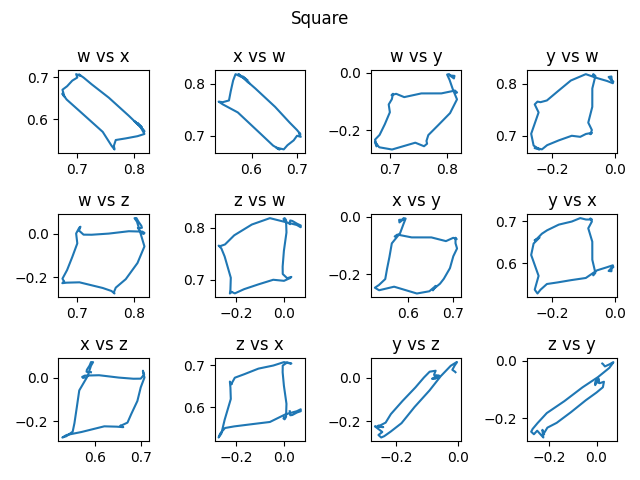 Square
w vs x
x vs w
w vs y
y vs w
0.7
0.6
0.7 0.8
0.8
0.7
0.6 0.7
0.0
−0.2
0.7 0.8
0.8
0.7
−0.2 0.0
w vs z
z vs w
x vs y
y vs x
0.0
−0.2
0.7 0.8
0.8
0.7
−0.2 0.0
0.0
−0.2
0.6 0.7
0.7
0.6
−0.2 0.0
x vs z
z vs x
y vs z
z vs y
0.0
−0.2
0.6 0.7
0.7
0.6
−0.2 0.0
0.0
−0.2
−0.2 0.0
0.0
−0.2
−0.2 0.0